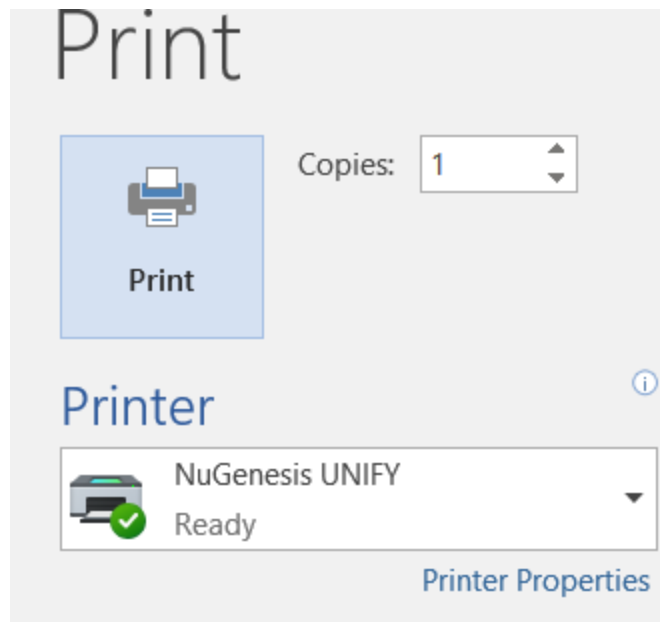 Print
Copies: 1
Print
Printer
NuGenesis UNIFY
Ready
Printer Properties